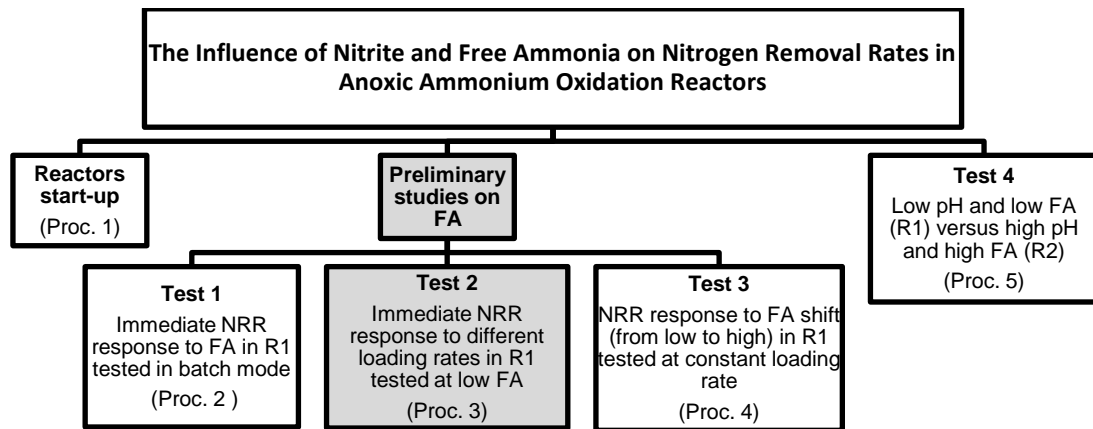 The Influence of Nitrite and Free Ammonia on Nitrogen Removal Rates in
Anoxic Ammonium Oxidation Reactors
Reactors
start-up
(Proc. 1)
Preliminary
studies on
FA
Test 4
Low pH and low FA
(R1) versus high pH
and high FA (R2)
(Proc. 5)
Test 1
Immediate NRR
response to FA in R1
tested in batch mode
(Proc. 2 )
Test 2
Immediate NRR
response to different
loading rates in R1
tested at low FA
(Proc. 3)
Test 3
NRR response to FA shift
(from low to high) in R1
tested at constant loading
rate
(Proc. 4)